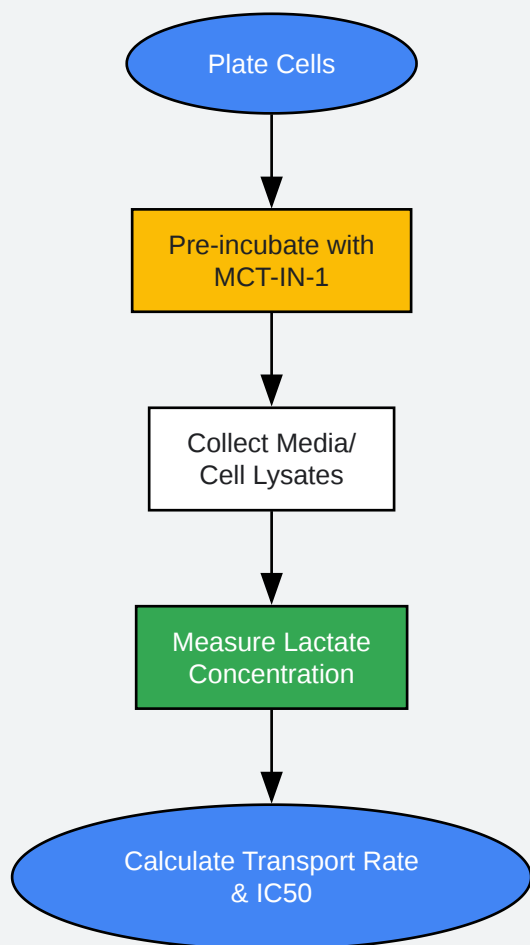 Plate Cells
Pre-incubate with
MCT-IN-1
Collect Media/
Cell Lysates
Measure Lactate
Concentration
Calculate Transport Rate
& IC50